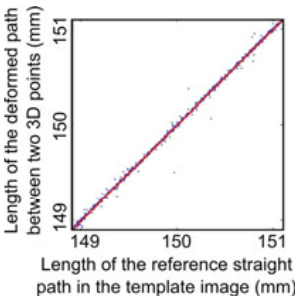 Length of the deformed path
between two 3D points (mm)
151
150
149
149
150
151
Length of the reference straight
path in the template image (mm)